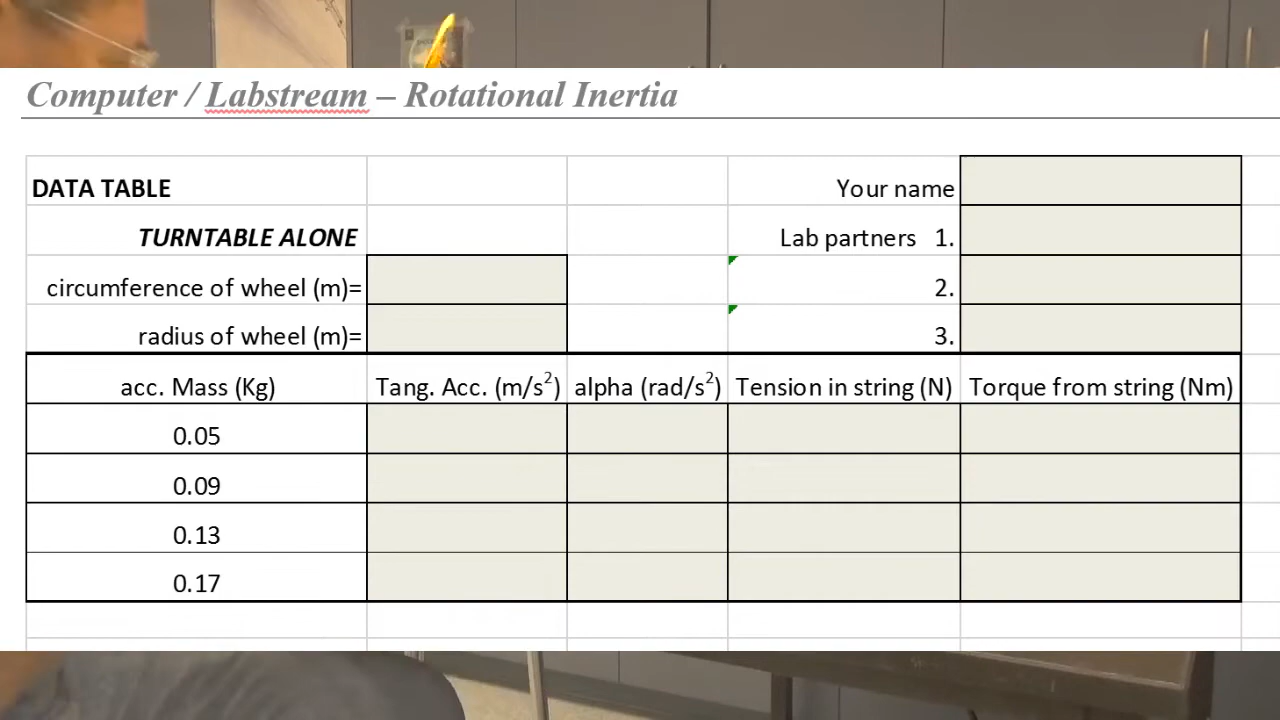 Computer / Labstream – Rotational Inertia
DATA TABLE Your name
TURNTABLE ALONE Lab partners 1.
circumference of wheel (m)= 2.
radius of wheel (m)= 3.
acc. Mass (Kg) Tang. Acc. (m/s²) alpha (rad/s²) Tension in string (N) Torque from string (Nm)
0.05
0.09
0.13
0.17